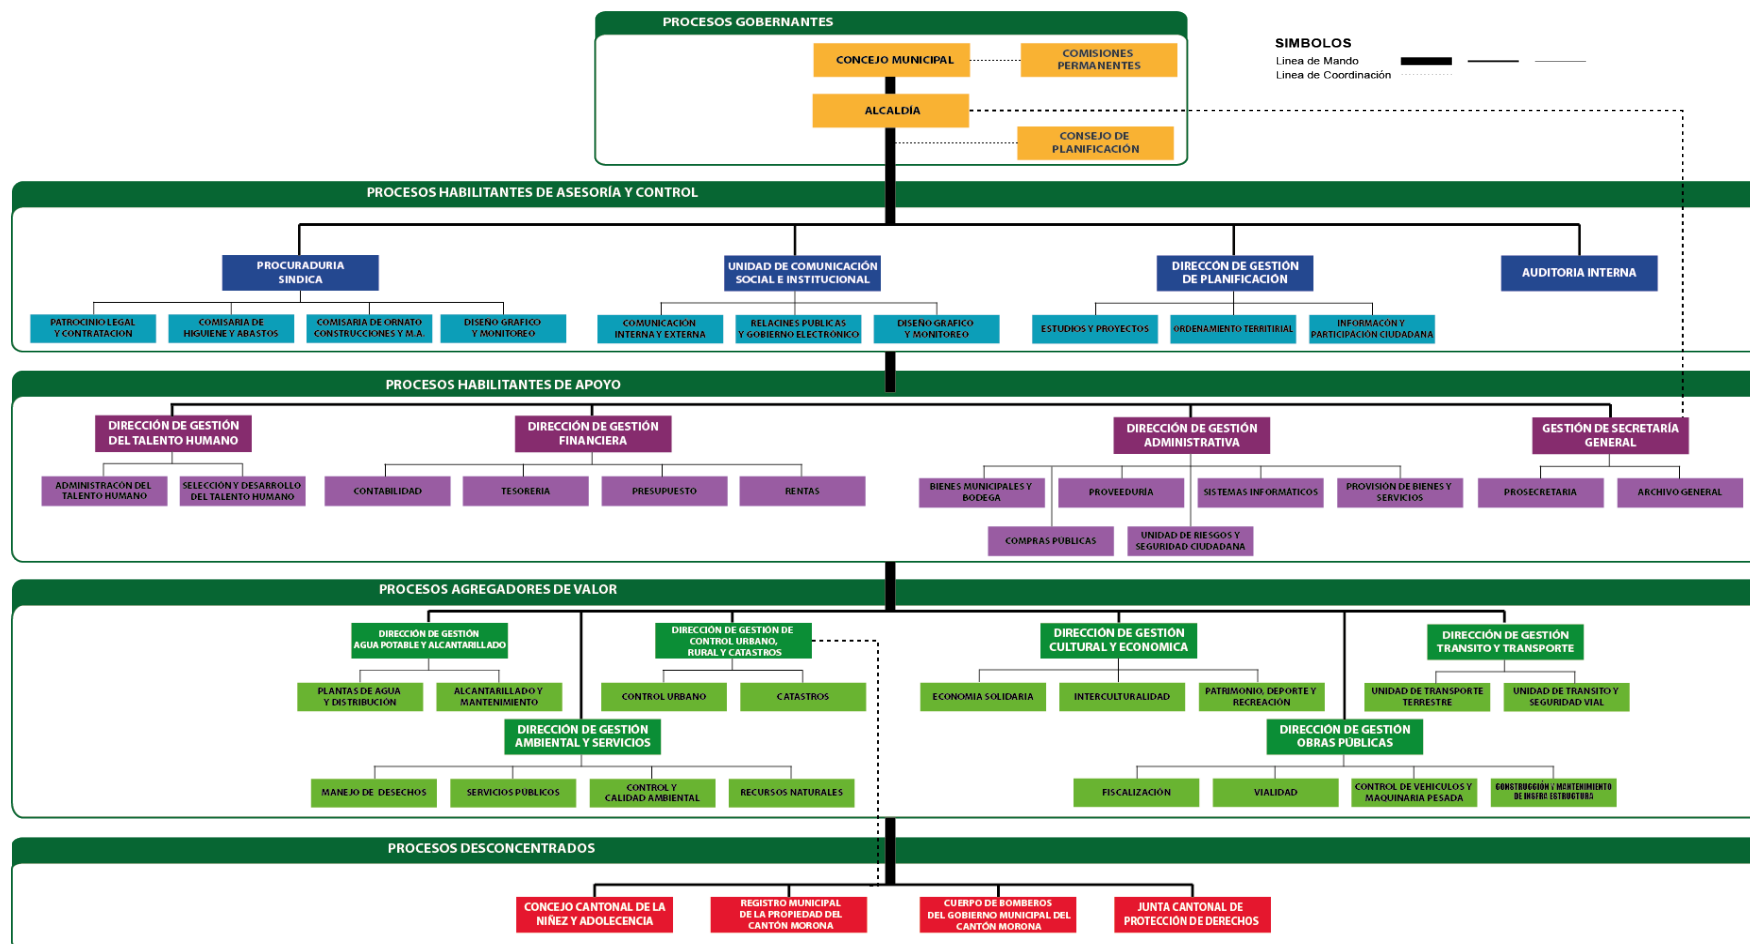 PROCESOS GOBERNANTES
CONCEJO MUNICIPAL
COMISIONES
PERMANENTES
ALCALDÍA
CONSEJO DE
PLANIFICACIÓN
SIMBOLOS
Linea de Mando
Linea de Coordinación
PROCESOS HABILITANTES DE ASESORÍA Y CONTROL
PROCURADURIA
SINDICA
UNIDAD DE COMUNICACIÓN
SOCIAL E INSTITUCIONAL
DIRECCÓN DE GESTIÓN
DE PLANIFICACIÓN
AUDITORIA INTERNA
PATROCINIO LEGAL
Y CONTRATACION
COMISARIA DE
HIGUIENE Y ABASTOS
COMISARIA DE ORNATO
CONSTRUCCIONES Y M.A.
DISEÑO GRAFICO
Y MONITOREO
COMUNICACIÓN
INTERNA Y EXTERNA
RELACINES PUBLICAS
Y GOBIERNO ELECTRÓNICO
DISEÑO GRAFICO
Y MONITOREO
ESTUDIOS Y PROYECTOS
ORDENAMIENTO TERRITIRIAL
INFORMACÓN Y
PARTICIPACIÓN CIUDADANA
PROCESOS HABILITANTES DE APOYO
DIRECCIÓN DE GESTIÓN
DEL TALENTO HUMANO
DIRECCIÓN DE GESTIÓN
FINANCIERA
DIRECCIÓN DE GESTIÓN
ADMINISTRATIVA
GESTIÓN DE SECRETARÍA
GENERAL
ADMINISTRACÓN DEL
TALENTO HUMANO
SELECCIÓN Y DESARROLLO
DEL TALENTO HUMANO
CONTABILIDAD
TESORERIA
PRESUPUESTO
RENTAS
BIENES MUNICIPALES Y
BODEGA
PROVEEDURÍA
SISTEMAS INFORMÁTICOS
PROVISIÓN DE BIENES Y
SERVICIOS
PROSECRETARIA
ARCHIVO GENERAL
COMPRAS PÚBLICAS
UNIDAD DE RIESGOS Y
SEGURIDAD CIUDADANA
PROCESOS AGREGADORES DE VALOR
DIRECCIÓN DE GESTIÓN
AGUA POTABLE Y ALCANTARILLADO
DIRECCIÓN DE GESTIÓN DE
CONTROL URBANO,
RURAL Y CATASTROS
DIRECCIÓN DE GESTIÓN
CULTURAL Y ECONOMICA
DIRECCIÓN DE GESTIÓN
TRANSITO Y TRANSPORTE
PLANTAS DE AGUA
Y DISTRIBUCIÓN
ALCANTARILLADO Y
MANTENIMIENTO
CONTROL URBANO
CATASTROS
ECONOMIA SOLIDARIA
INTERCULTURALIDAD
PATRIMONIO, DEPORTE Y
RECREACIÓN
UNIDAD DE TRANSPORTE
TERRESTRE
UNIDAD DE TRANSITO Y
SEGURIDAD VIAL
DIRECCIÓN DE GESTIÓN
AMBIENTAL Y SERVICIOS
DIRECCIÓN DE GESTIÓN
OBRAS PÚBLICAS
MANEJO DE DESECHOS
SERVICIOS PÚBLICOS
CONTROL Y
CALIDAD AMBIENTAL
RECURSOS NATURALES
FISCALIZACIÓN
VIALIDAD
CONTROL DE VEHICULOS Y
MAQUINARIA PESADA
CONSTRUCCIÓN Y MANTENIMIENTO
DE INSFRA ESTRUCTURA
PROCESOS DESCONCENTRADOS
CONCEJO CANTONAL DE LA
NIÑEZ Y ADOLECENCIA
REGISTRO MUNICIPAL
DE LA PROPIEDAD DEL
CANTÓN MORONA
CUERPO DE BOMBEROS
DEL GOBIERNO MUNICIPAL DEL
CANTÓN MORONA
JUNTA CANTONAL DE
PROTECCIÓN DE DERECHOS